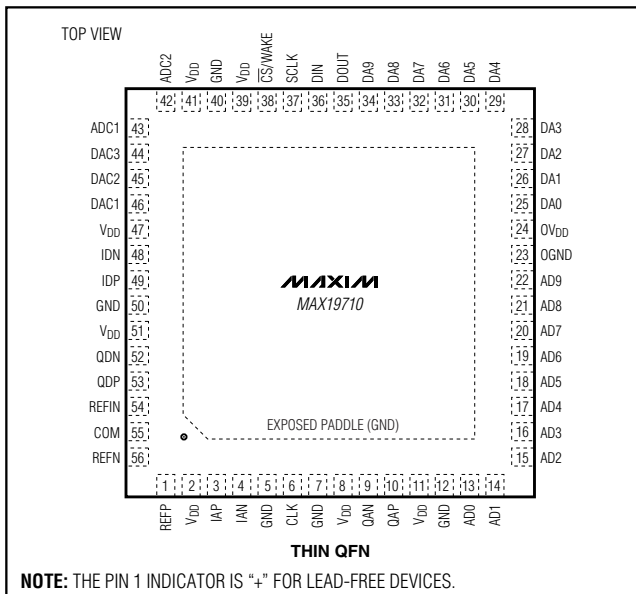 TOP VIEW
ADC2 VDD GND VDD CS/WAKE SCLK DIN DOUT DA9 DA8 DA7 DA6 DA5 DA4
42 41 40 39 38 37 36 35 34 33 32 31 30 29
ADC1 43 28 DA3
DAC3 44 27 DA2
DAC2 45 26 DA1
DAC1 46 25 DA0
VDD 47 24 OVDD
IDN 48 23 OGND
IDP 49 22 AD9
GND 50 21 AD8
VDD 51 20 AD7
QDN 52 19 AD6
QDP 53 18 AD5
REFIN 54 17 AD4
COM 55 16 AD3
REFN 56 15 AD2
MAXIM
MAX19710
EXPOSED PADDLE (GND)
1 2 3 4 5 6 7 8 9 10 11 12 13 14
REFP VDD IAP IAN GND CLK GND VDD QAN QAP VDD GND AD0 AD1
THIN QFN
NOTE: THE PIN 1 INDICATOR IS “+” FOR LEAD-FREE DEVICES.